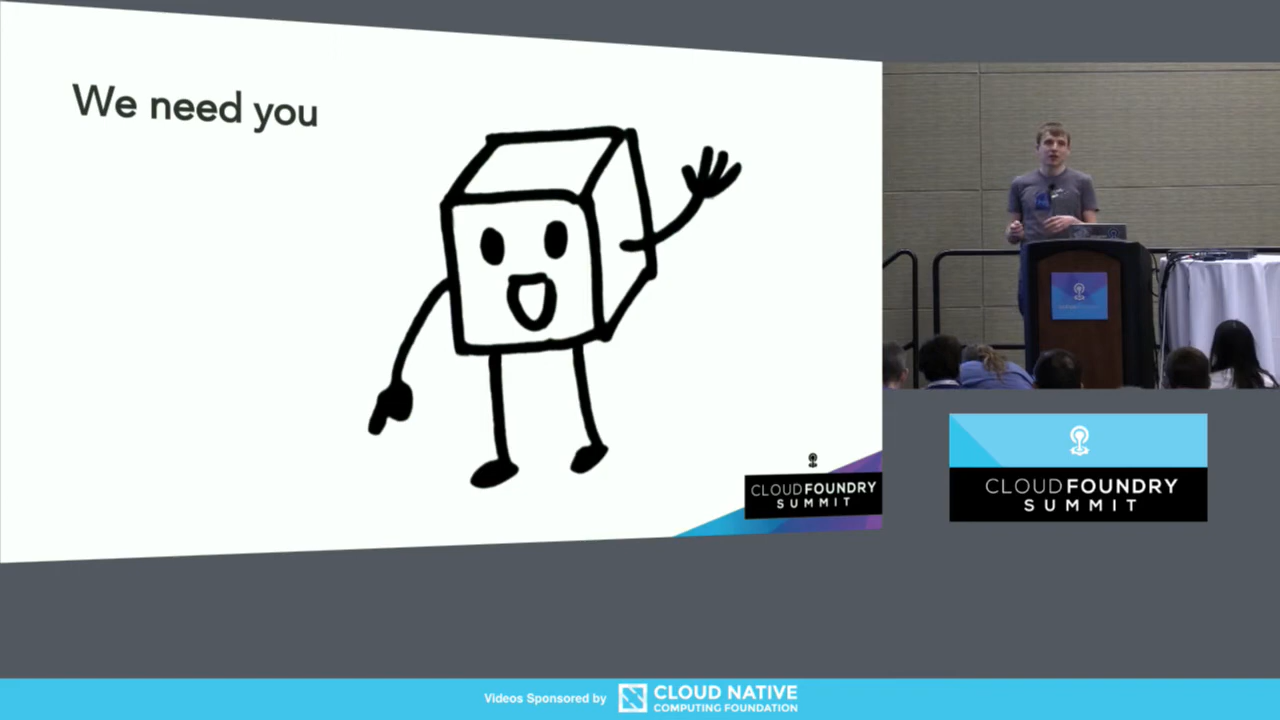 We need you
CLOUDFOUNDRY
SUMMIT
CLOUDFOUNDRY
SUMMIT
Videos Sponsored by
CLOUD NATIVE
COMPUTING FOUNDATION